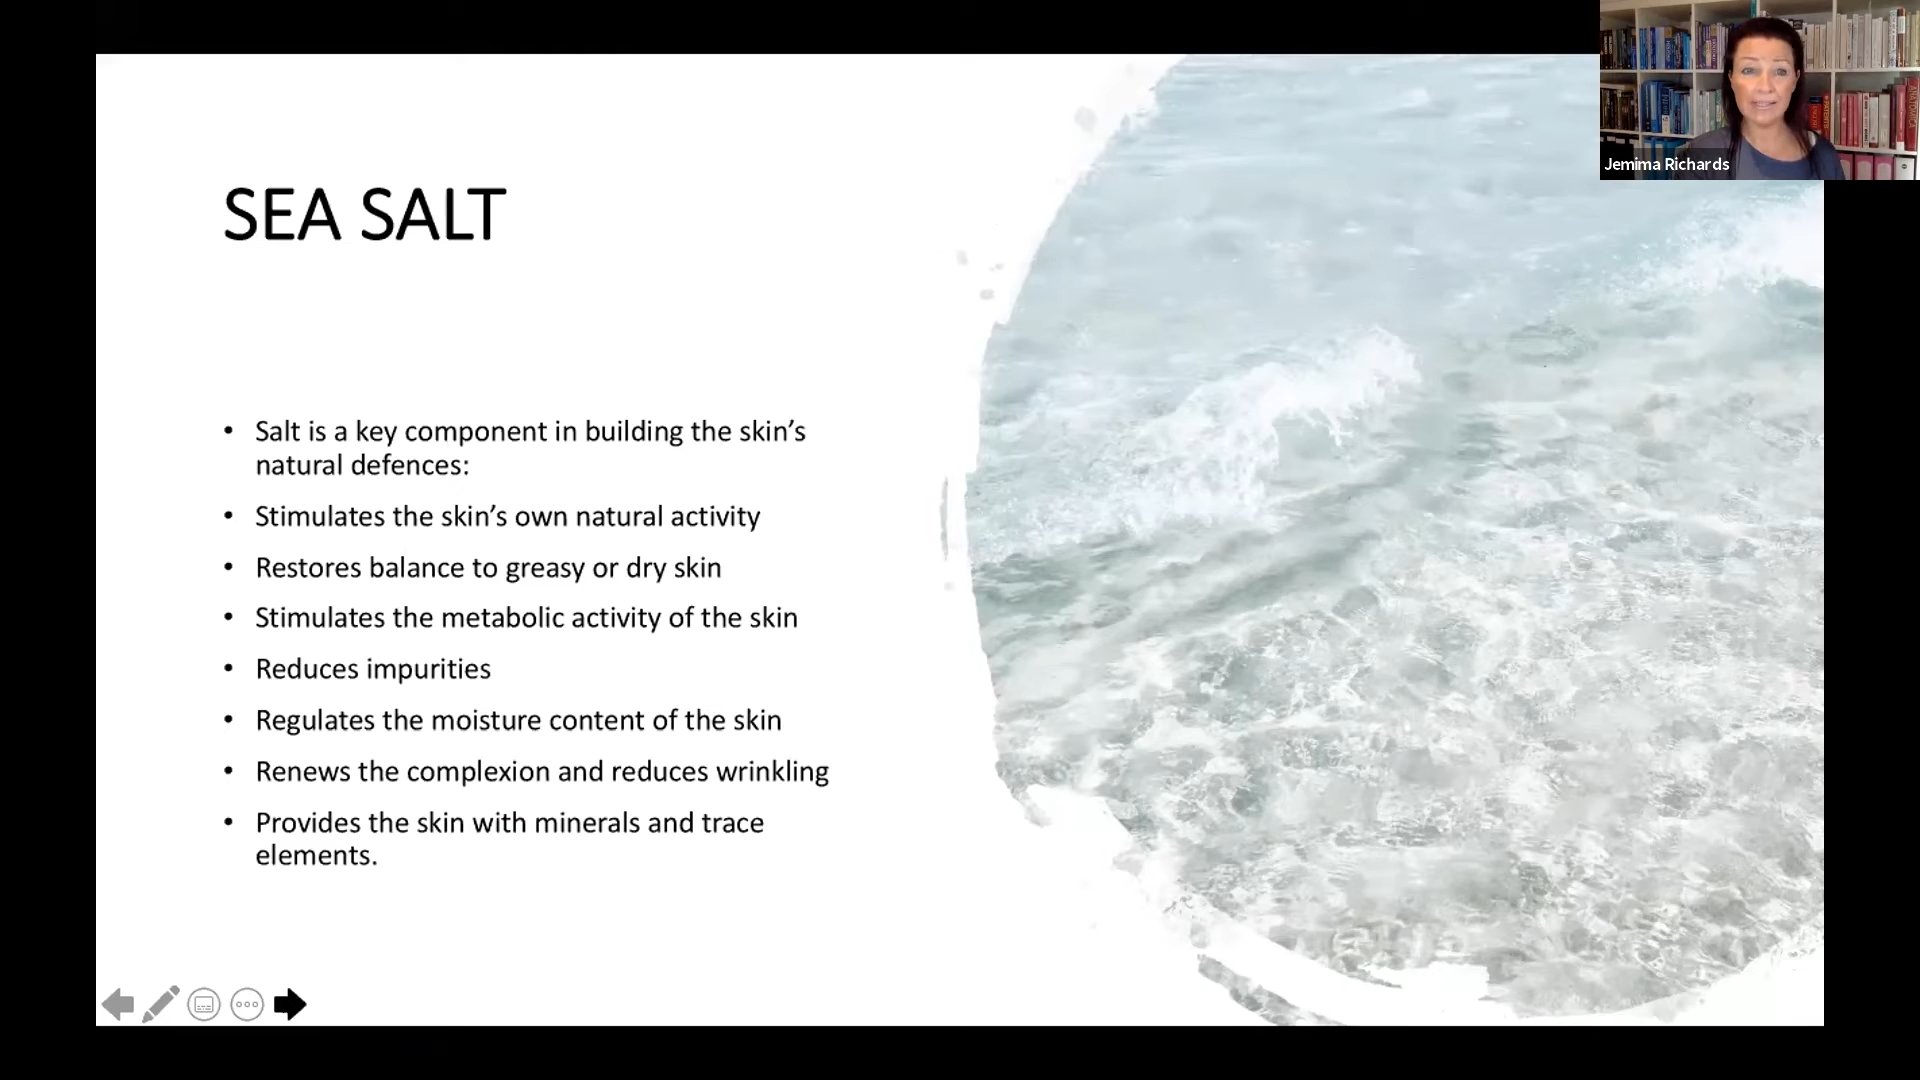 SEA SALT
• Salt is a key component in building the skin’s
natural defences:
• Stimulates the skin’s own natural activity
• Restores balance to greasy or dry skin
• Stimulates the metabolic activity of the skin
• Reduces impurities
• Regulates the moisture content of the skin
• Renews the complexion and reduces wrinkling
• Provides the skin with minerals and trace
elements.
Jemima Richards
ANATOMICA